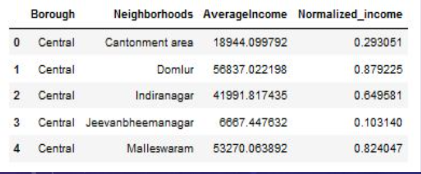 Borough Neighborhoods AverageIncome Normalized_income
0 Central Cantonment area 18944.099792 0.293051
1 Central Domlur 56837.022198 0.879225
2 Central Indiranagar 41991.817435 0.649581
3 Central Jeevanbheemanagar 6667.447632 0.103140
4 Central Malleswaram 53270.063892 0.824047